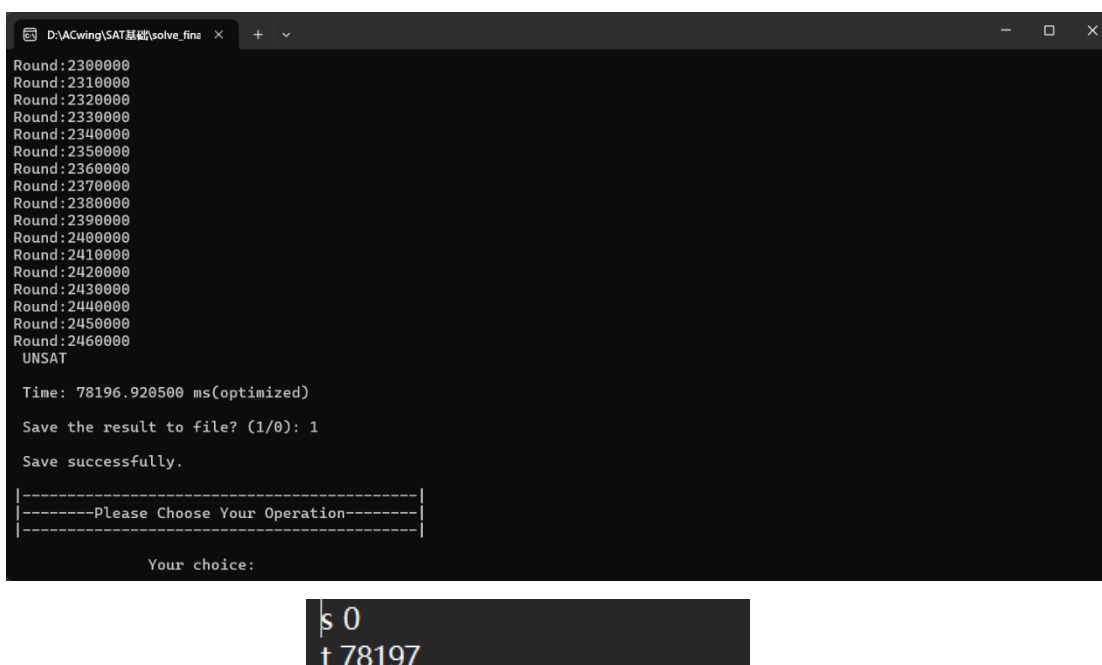 D:\ACwing\SAT基础\solve_fina
Round:2300000
Round:2310000
Round:2320000
Round:2330000
Round:2340000
Round:2350000
Round:2360000
Round:2370000
Round:2380000
Round:2390000
Round:2400000
Round:2410000
Round:2420000
Round:2430000
Round:2440000
Round:2450000
Round:2460000
UNSAT
Time: 78196.920500 ms(optimized)
Save the result to file? (1/0): 1
Save successfully.
|--------------------------------------------|
|--------Please Choose Your Operation--------|
|--------------------------------------------|
Your choice:
s 0
t 78197